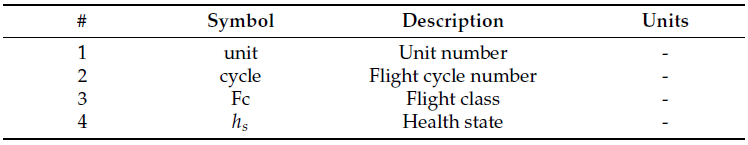 # Symbol Description Units
1 unit Unit number -
2 cycle Flight cycle number -
3 Fc Flight class -
4 hs Health state -